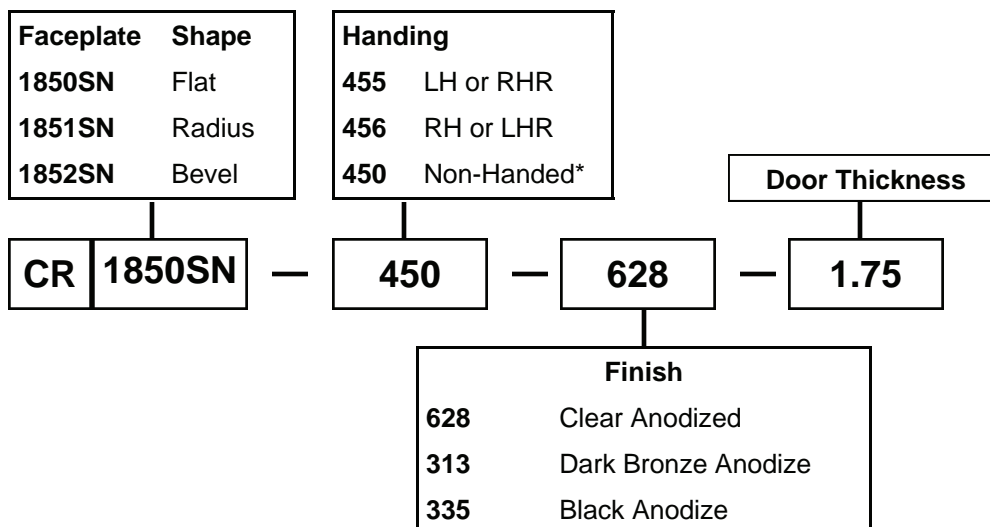 Faceplate Shape
1850SN Flat
1851SN Radius
1852SN Bevel
Handing
455 LH or RHR
456 RH or LHR
450 Non-Handed*
Door Thickness
CR 1850SN — 450 — 628 — 1.75
Finish
628 Clear Anodized
313 Dark Bronze Anodize
335 Black Anodize